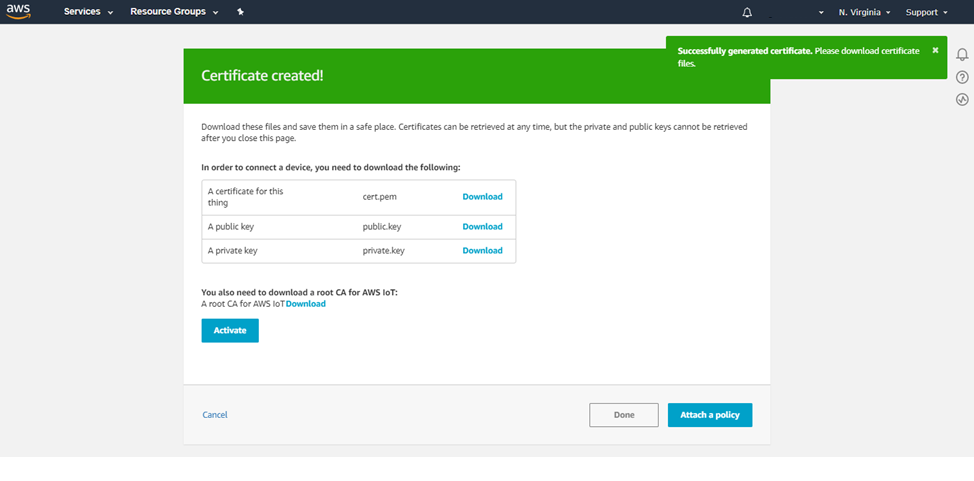 aws Services Resource Groups N. Virginia Support
Successfully generated certificate. Please download certificate
files.
Certificate created!
Download these files and save them in a safe place. Certificates can be retrieved at any time, but the private and public keys cannot be retrieved
after you close this page.
In order to connect a device, you need to download the following:
A certificate for this
thing
cert.pem Download
A public key public.key Download
A private key private.key Download
You also need to download a root CA for AWS IoT:
A root CA for AWS IoTDownload
Activate
Cancel Done Attach a policy